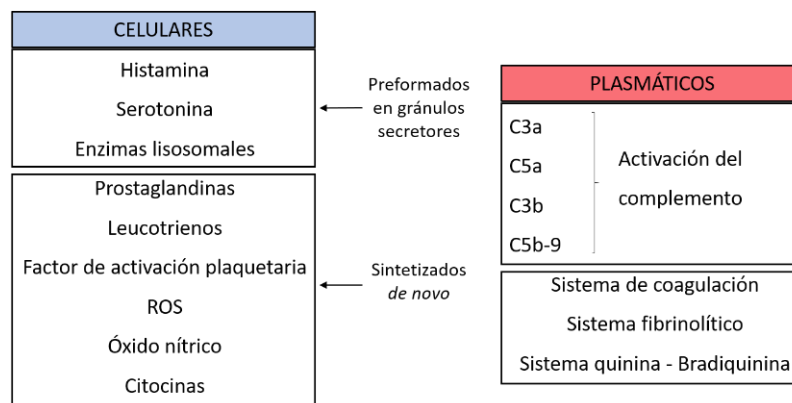 CELULARES
Histamina
Serotonina
Enzimas lisosomales
Preformados
en gránulos
secretores
Prostaglandinas
Leucotrienos
Factor de activación plaquetaria
ROS
Óxido nítrico
Citocinas
Sintetizados
de novo
PLASMÁTICOS
C3a
C5a
C3b
C5b-9
Activación del
complemento
Sistema de coagulación
Sistema fibrinolítico
Sistema quinina - Bradiquinina